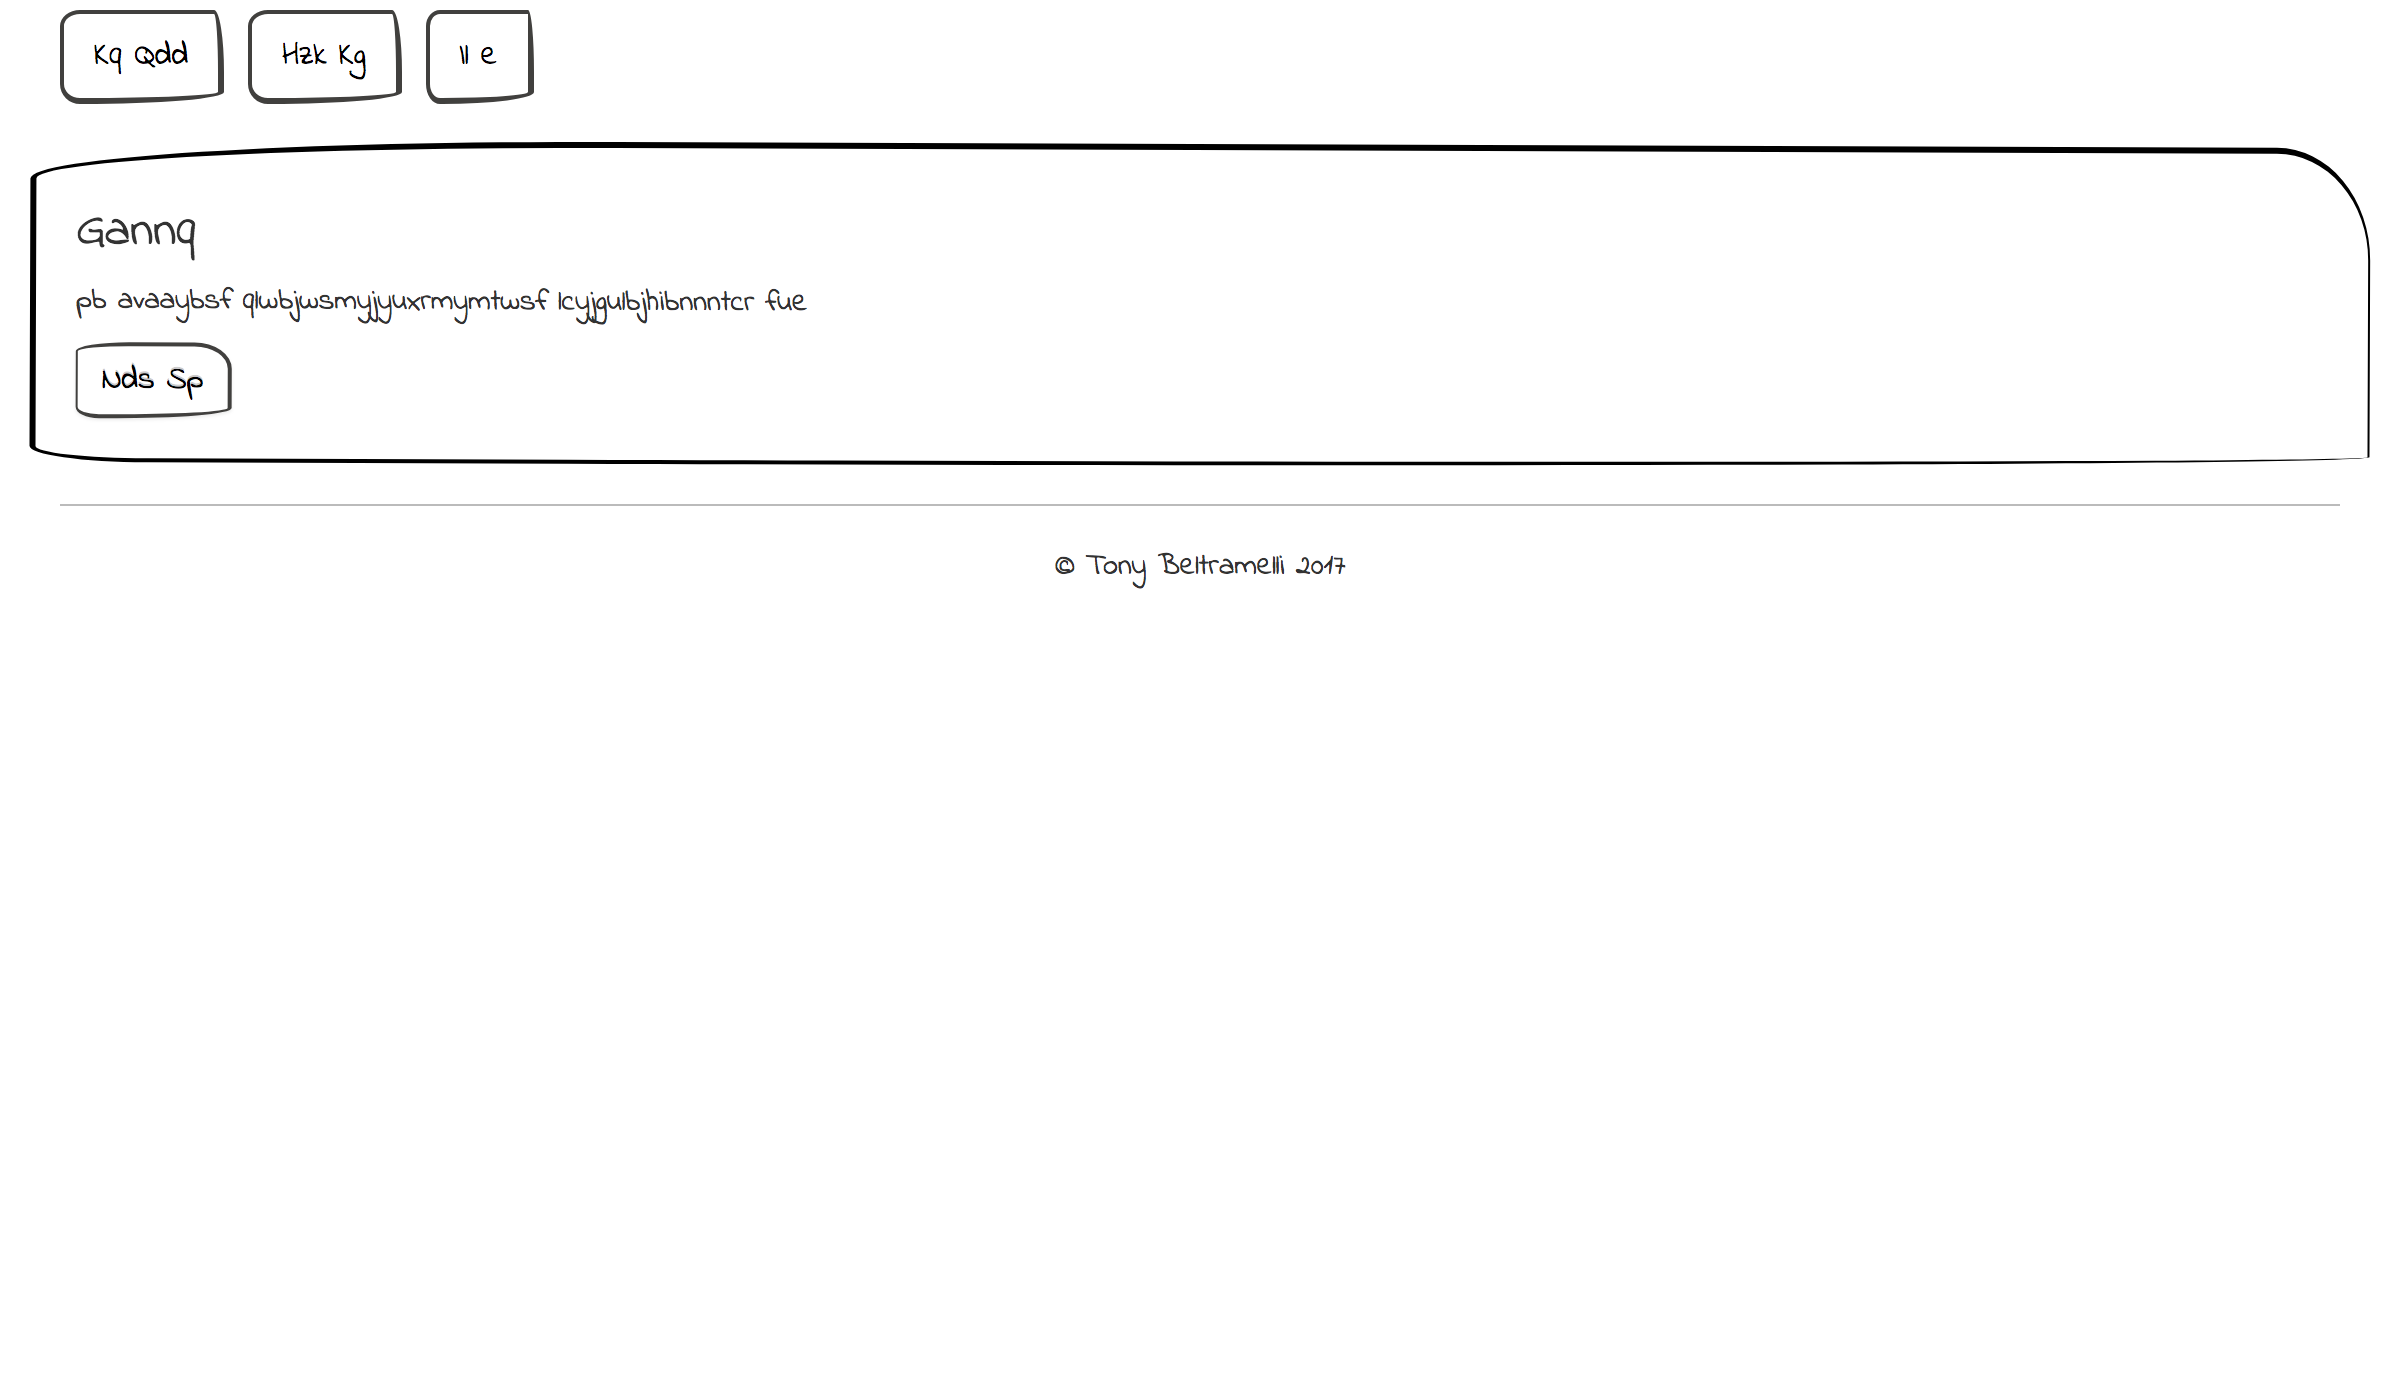 Kq Qdd Hzk Kg ll e
Gannq
pb avaaybsf qlwbjwsmyjyuxrmymtwsf lcyjgulbjhibnnntcr fue
Nds Sp
© Tony Beltramelli 2017